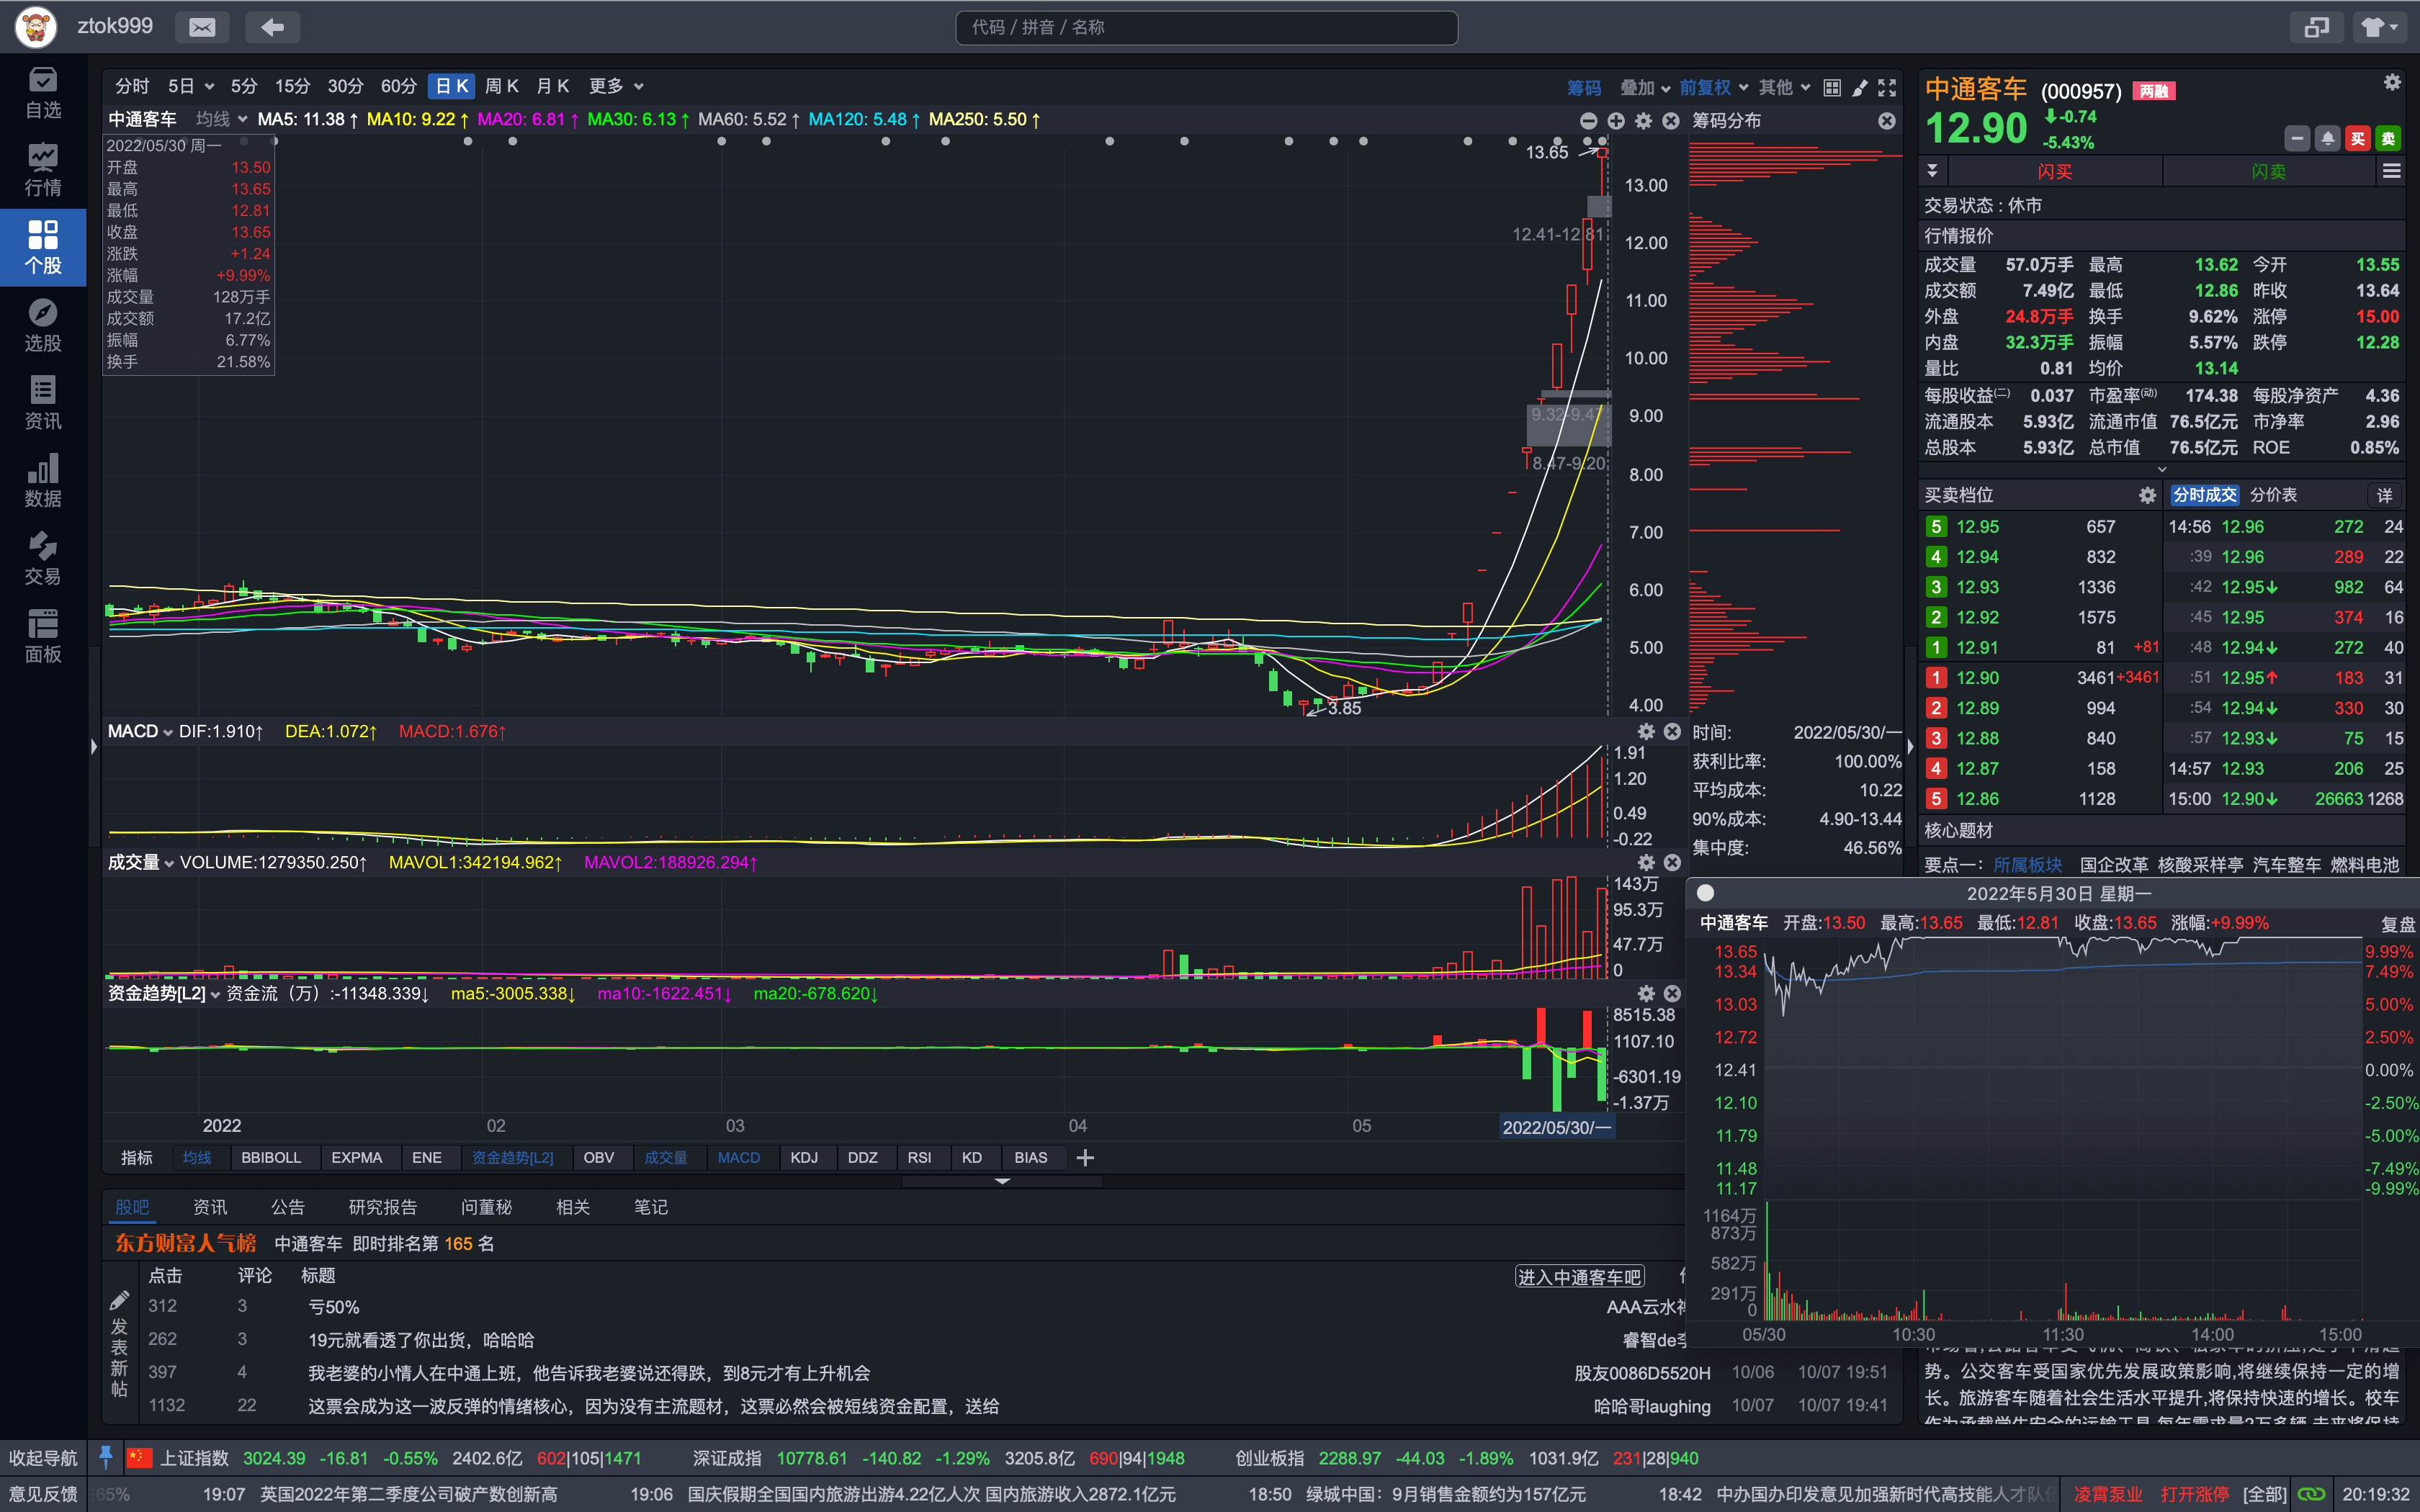 ztok999
代码 / 拼音 / 名称
自选
行情
个股
选股
资讯
数据
交易
面板
分时 5日 5分 15分 30分 60分 日K 周K 月K 更多
筹码 叠加 前复权 其他
中通客车 均线 MA5: 11.38↑ MA10: 9.22↑ MA20: 6.81↑ MA30: 6.13↑ MA60: 5.52↑ MA120: 5.48↑ MA250: 5.50↑
筹码分布
2022/05/30 周一
开盘 13.50
最高 13.65
最低 12.81
收盘 13.65
涨跌 +1.24
涨幅 +9.99%
成交量 128万手
成交额 17.2亿
振幅 6.77%
换手 21.58%
13.65
12.41-12.81
9.32-9.47
8.47-9.20
3.85
13.00
12.00
11.00
10.00
9.00
8.00
7.00
6.00
5.00
4.00
MACD DIF:1.910↑ DEA:1.072↑ MACD:1.676↑
1.91
1.20
0.49
-0.22
成交量 VOLUME:1279350.250↑ MAVOL1:342194.962↑ MAVOL2:188926.294↑
143万
95.3万
47.7万
0
资金趋势[L2] 资金流（万）:-11348.339↓ ma5:-3005.338↓ ma10:-1622.451↓ ma20:-678.620↓
8515.38
1107.10
-6301.19
-1.37万
2022 02 03 04 05 2022/05/30/一
指标 均线 BBIBOLL EXPMA ENE 资金趋势[L2] OBV 成交量 MACD KDJ DDZ RSI KD BIAS
时间: 2022/05/30/一
获利比率: 100.00%
平均成本: 10.22
90%成本: 4.90-13.44
集中度: 46.56%
中通客车 (000957) 两融
12.90
-0.74
-5.43%
买 卖
闪买 闪卖
交易状态 : 休市
行情报价
成交量 57.0万手 最高 13.62 今开 13.55
成交额 7.49亿 最低 12.86 昨收 13.64
外盘 24.8万手 换手 9.62% 涨停 15.00
内盘 32.3万手 振幅 5.57% 跌停 12.28
量比 0.81 均价 13.14
每股收益(二) 0.037 市盈率(动) 174.38 每股净资产 4.36
流通股本 5.93亿 流通市值 76.5亿元 市净率 2.96
总股本 5.93亿 总市值 76.5亿元 ROE 0.85%
买卖档位
分时成交 分价表 详
5 12.95 657
4 12.94 832
3 12.93 1336
2 12.92 1575
1 12.91 81 +81
1 12.90 3461 +3461
2 12.89 994
3 12.88 840
4 12.87 158
5 12.86 1128
14:56 12.96 272 24
:39 12.96 289 22
:42 12.95↓ 982 64
:45 12.95 374 16
:48 12.94↓ 272 40
:51 12.95↑ 183 31
:54 12.94↓ 330 30
:57 12.93↓ 75 15
14:57 12.93 206 25
15:00 12.90↓ 26663 1268
核心题材
要点一： 所属板块 国企改革 核酸采样亭 汽车整车 燃料电池
2022年5月30日 星期一
中通客车 开盘:13.50 最高:13.65 最低:12.81 收盘:13.65 涨幅:+9.99% 复盘
13.65 9.99%
13.34 7.49%
13.03 5.00%
12.72 2.50%
12.41 0.00%
12.10 -2.50%
11.79 -5.00%
11.48 -7.49%
11.17 -9.99%
1164万
873万
582万
291万
0
05/30 10:30 11:30 14:00 15:00
势。公交客车受国家优先发展政策影响,将继续保持一定的增
长。旅游客车随着社会生活水平提升,将保持快速的增长。校车
股吧 资讯 公告 研究报告 问董秘 相关 笔记
东方财富人气榜 中通客车 即时排名第 165 名
点击 评论 标题
进入中通客车吧
发表新帖
312 3 亏50% AAA云水
262 3 19元就看透了你出货，哈哈哈 睿智de
397 4 我老婆的小情人在中通上班，他告诉我老婆说还得跌，到8元才有上升机会 股友0086D5520H 10/06 10/07 19:51
1132 22 这票会成为这一波反弹的情绪核心，因为没有主流题材，这票必然会被短线资金配置，送给 哈哈哥laughing 10/07 10/07 19:41
收起导航 上证指数 3024.39 -16.81 -0.55% 2402.6亿 602|105|1471 深证成指 10778.61 -140.82 -1.29% 3205.8亿 690|94|1948 创业板指 2288.97 -44.03 -1.89% 1031.9亿 231|28|940
意见反馈 65% 19:07 英国2022年第二季度公司破产数创新高 19:06 国庆假期全国国内旅游出游4.22亿人次 国内旅游收入2872.1亿元 18:50 绿城中国：9月销售金额约为157亿元 18:42 中办国办印发意见加强新时代高技能人才队伍 凌霄泵业 打开涨停 [全部] 20:19:32